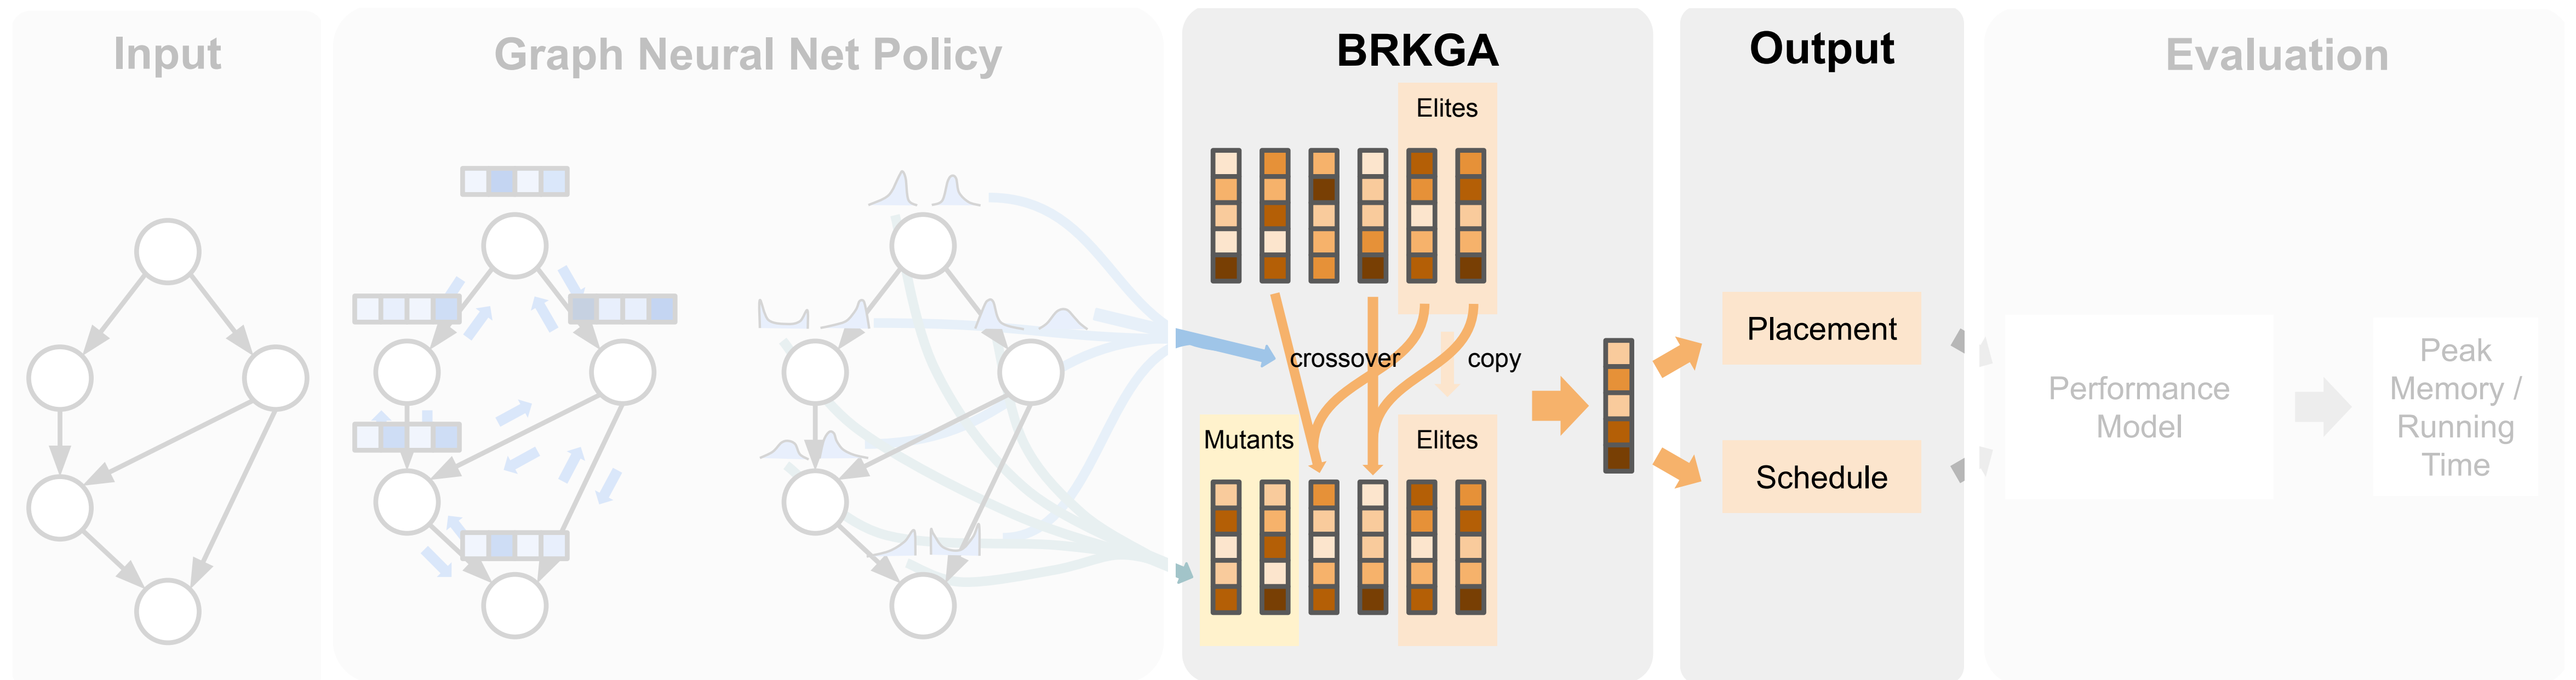 Input
Graph Neural Net Policy
BRKGA
Output
Evaluation
Elites
crossover
copy
Mutants
Elites
Placement
Schedule
Performance
Model
Peak
Memory /
Running
Time